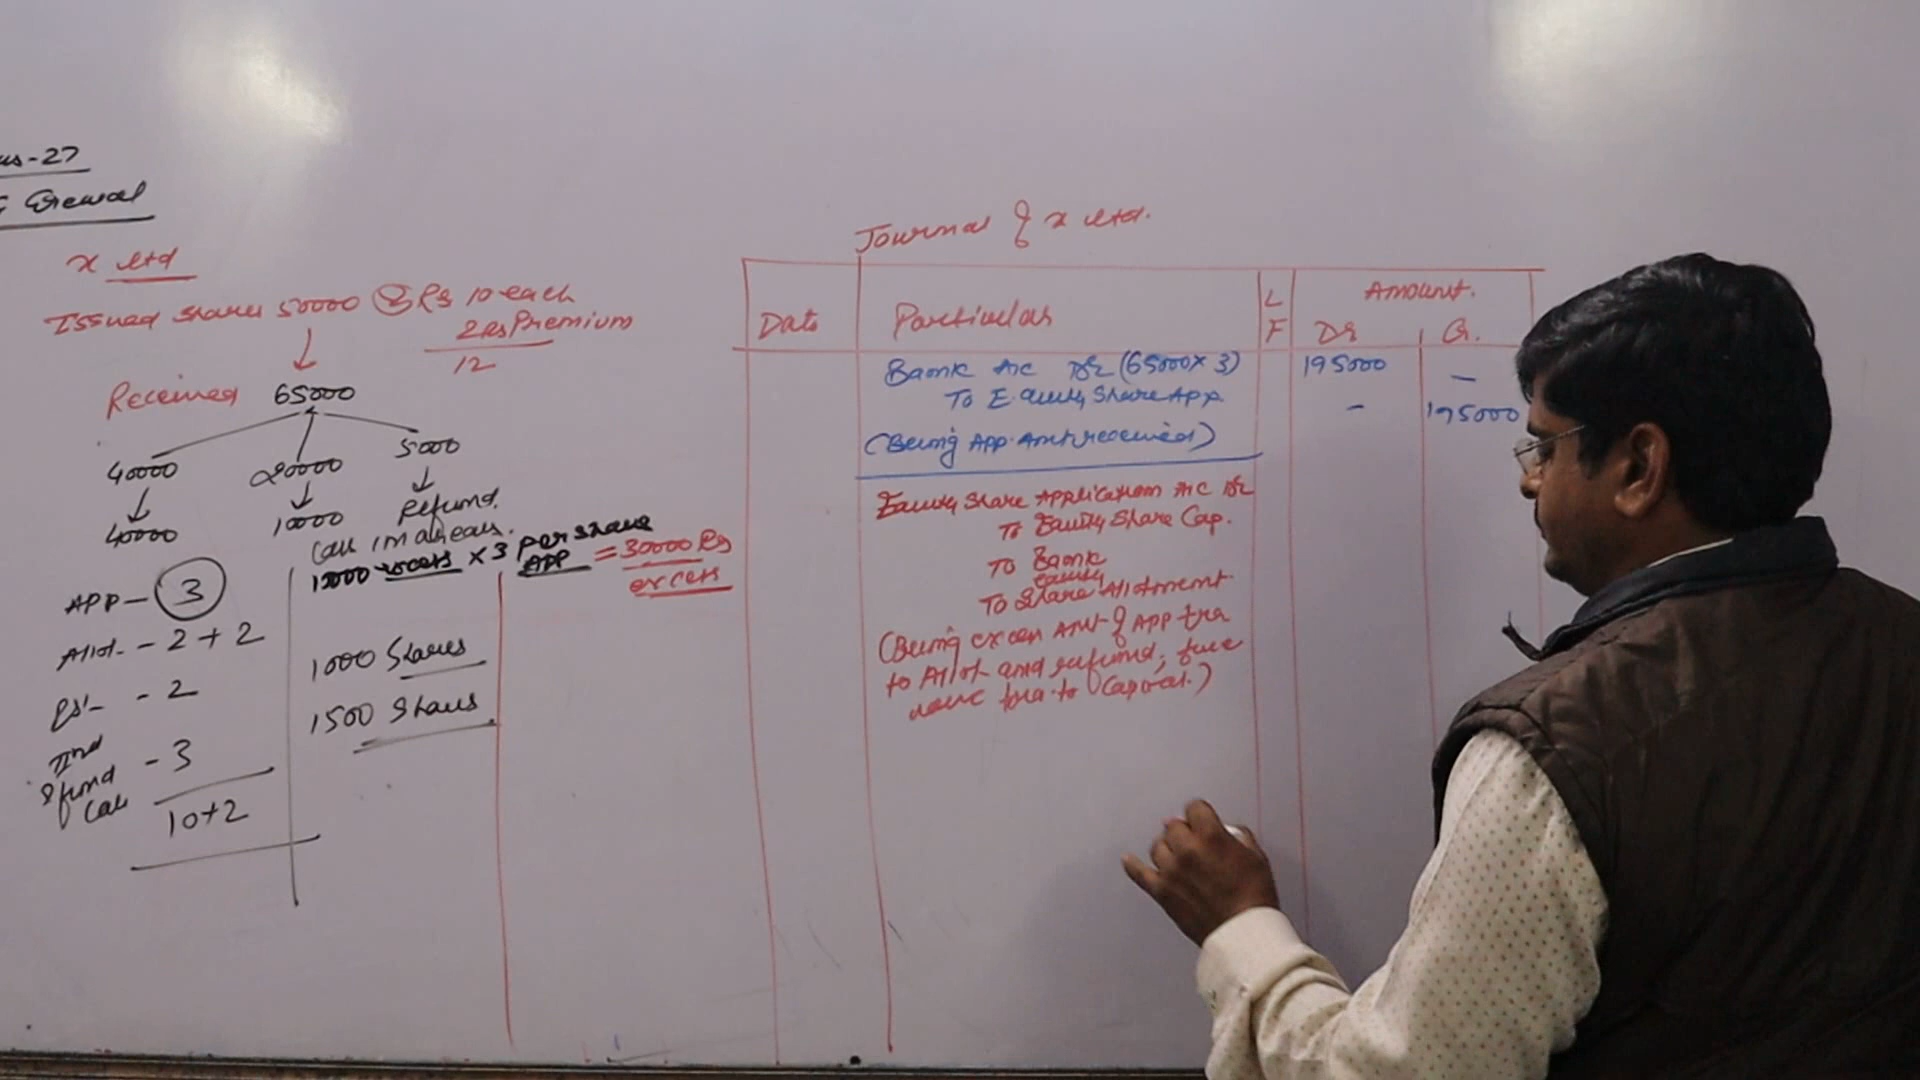 us-27
Grewal
X Ltd
Issued shares 50000 @ Rs 10 each
2 Rs Premium
12
Received 65000
40000 20000 5000
40000 10000 Refund.
Call in arrears.
APP - 3
10000 excess × 3 per share APP = 30000 Rs excess
Allot. - 2 + 2
1000 Shares
Ist - 2
1500 Shares
IInd & final Call - 3
10+2
Journal of x Ltd.
Date Particulars L F Amount.
Dr Cr.
Bank A/c Dr (65000 × 3) 195000 -
To Equity Share App. - 195000
(Being App. Amt received)
Equity Share Application A/c Dr
To Equity Share Cap.
To Bank
To equity Share Allotment
(Being excess Amt of App tra
to Allot and refund,
tra. to Capital.)